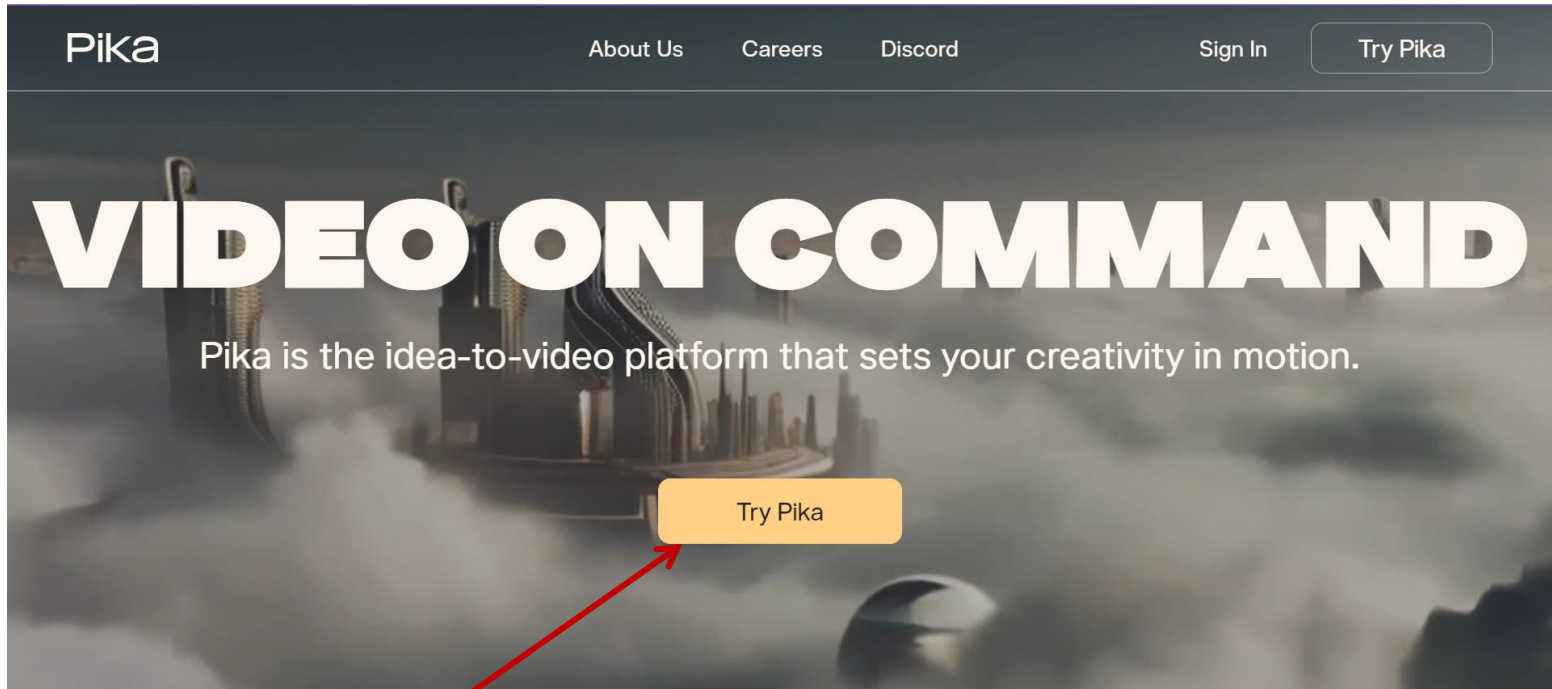 Pika About Us Careers Discord Sign In Try Pika
VIDEO ON COMMAND
Pika is the idea-to-video platform that sets your creativity in motion.
Try Pika